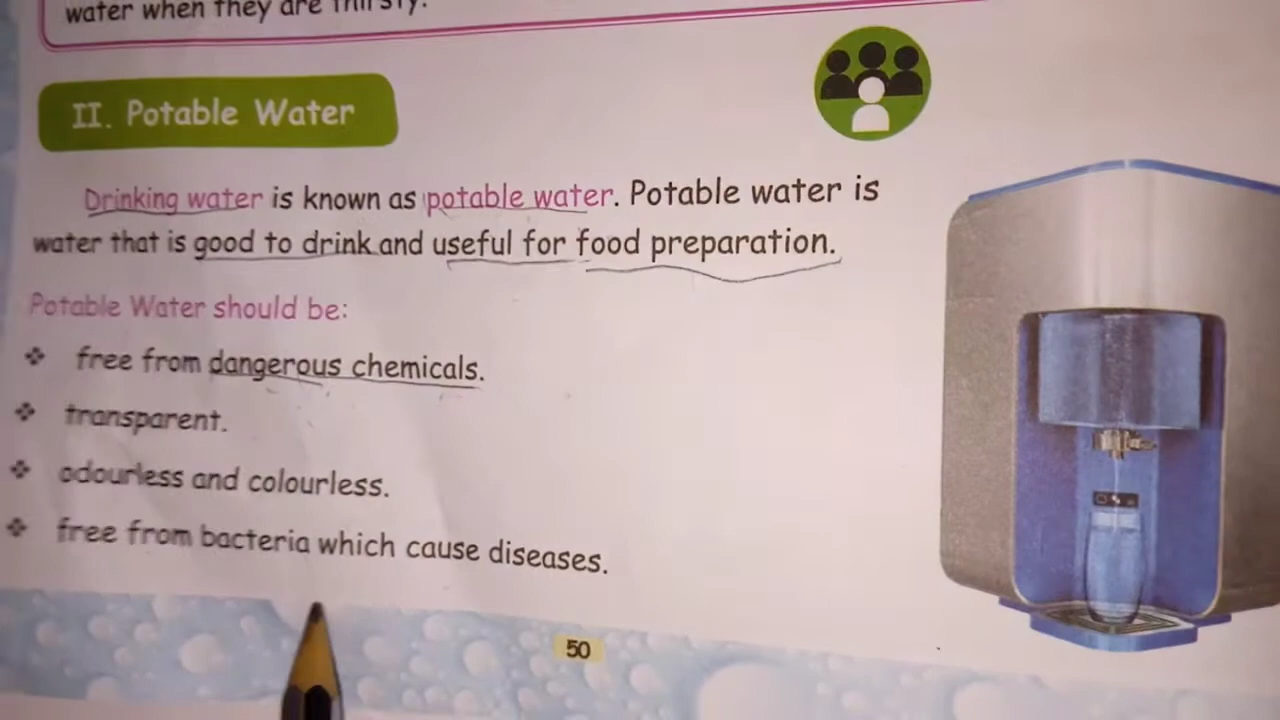 water when they are thirsty.
II. Potable Water
Drinking water is known as potable water. Potable water is
water that is good to drink and useful for food preparation.
Potable Water should be:
❖ free from dangerous chemicals.
❖ transparent.
❖ odourless and colourless.
❖ free from bacteria which cause diseases.
50